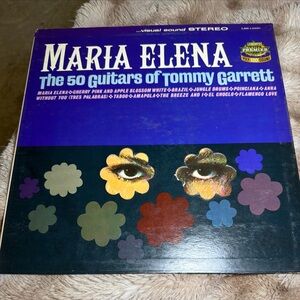 ...visual sound STEREO
MARIA ELENA
PREMIER
The 50 Guitars of Tommy Garrett
MARIA ELENA • CHERRY PINK AND APPLE BLOSSOM WHITE • BRAZIL • JUNGLE DRUMS • POINCIANA • ANNA
WITHOUT YOU (TRES PALABRAS) • TABOO • AMAPOLA • THE BREEZE AND I • EL CHOCLO • FLAMENCO LOVE